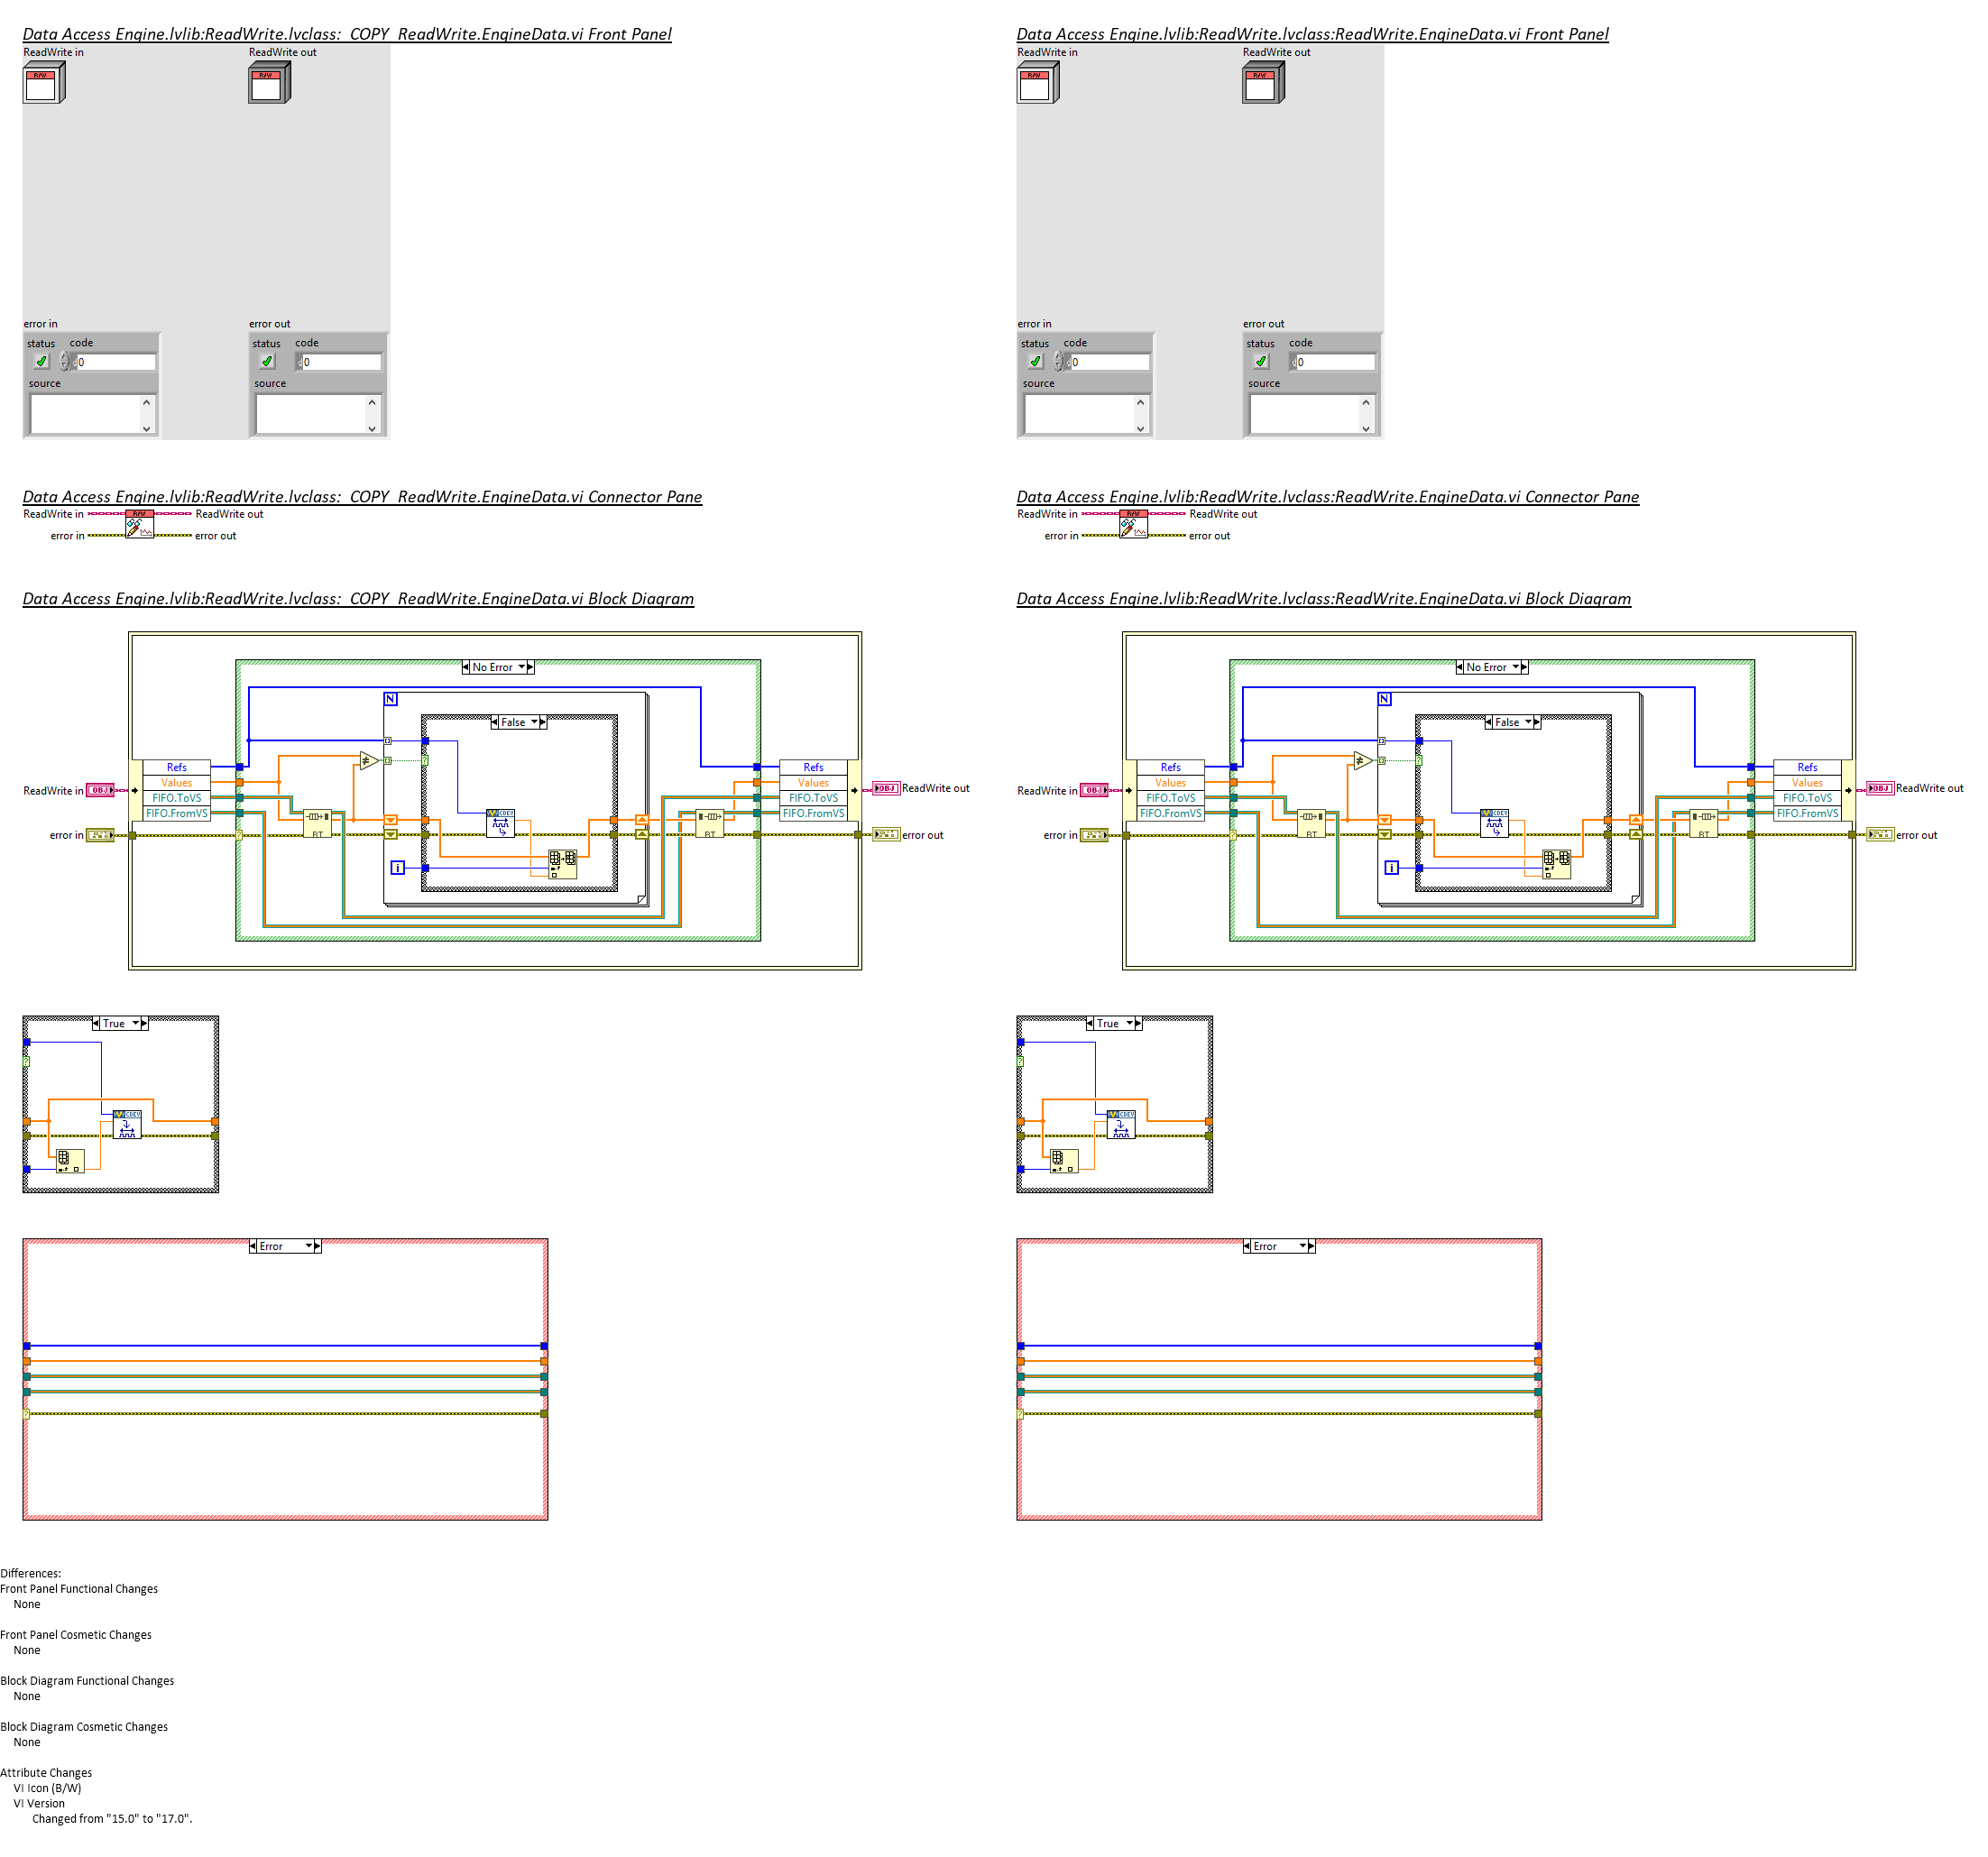 Data Access Engine.lvlib:ReadWrite.lvclass:_COPY_ReadWrite.EngineData.vi Front Panel
ReadWrite in
ReadWrite out
R/W
R/W
error in
error out
status
code
status
code
0
0
source
source
Data Access Engine.lvlib:ReadWrite.lvclass:ReadWrite.EngineData.vi Front Panel
ReadWrite in
ReadWrite out
R/W
R/W
error in
error out
status
code
status
code
0
0
source
source
Data Access Engine.lvlib:ReadWrite.lvclass:_COPY_ReadWrite.EngineData.vi Connector Pane
ReadWrite in
R/W
ReadWrite out
error in
error out
Data Access Engine.lvlib:ReadWrite.lvclass:ReadWrite.EngineData.vi Connector Pane
ReadWrite in
R/W
ReadWrite out
error in
error out
Data Access Engine.lvlib:ReadWrite.lvclass:_COPY_ReadWrite.EngineData.vi Block Diagram
No Error
N
False
Refs
Values
FIFO.ToVS
FIFO.FromVS
ReadWrite in
OBJ
error in
RT
CDEV
i
RT
Refs
Values
FIFO.ToVS
FIFO.FromVS
OBJ
ReadWrite out
error out
Data Access Engine.lvlib:ReadWrite.lvclass:ReadWrite.EngineData.vi Block Diagram
No Error
N
False
Refs
Values
FIFO.ToVS
FIFO.FromVS
ReadWrite in
OBJ
error in
RT
CDEV
i
RT
Refs
Values
FIFO.ToVS
FIFO.FromVS
OBJ
ReadWrite out
error out
True
?
CDEV
True
?
CDEV
Error
?
Error
?
Differences:
Front Panel Functional Changes
None
Front Panel Cosmetic Changes
None
Block Diagram Functional Changes
None
Block Diagram Cosmetic Changes
None
Attribute Changes
VI Icon (B/W)
VI Version
Changed from "15.0" to "17.0".